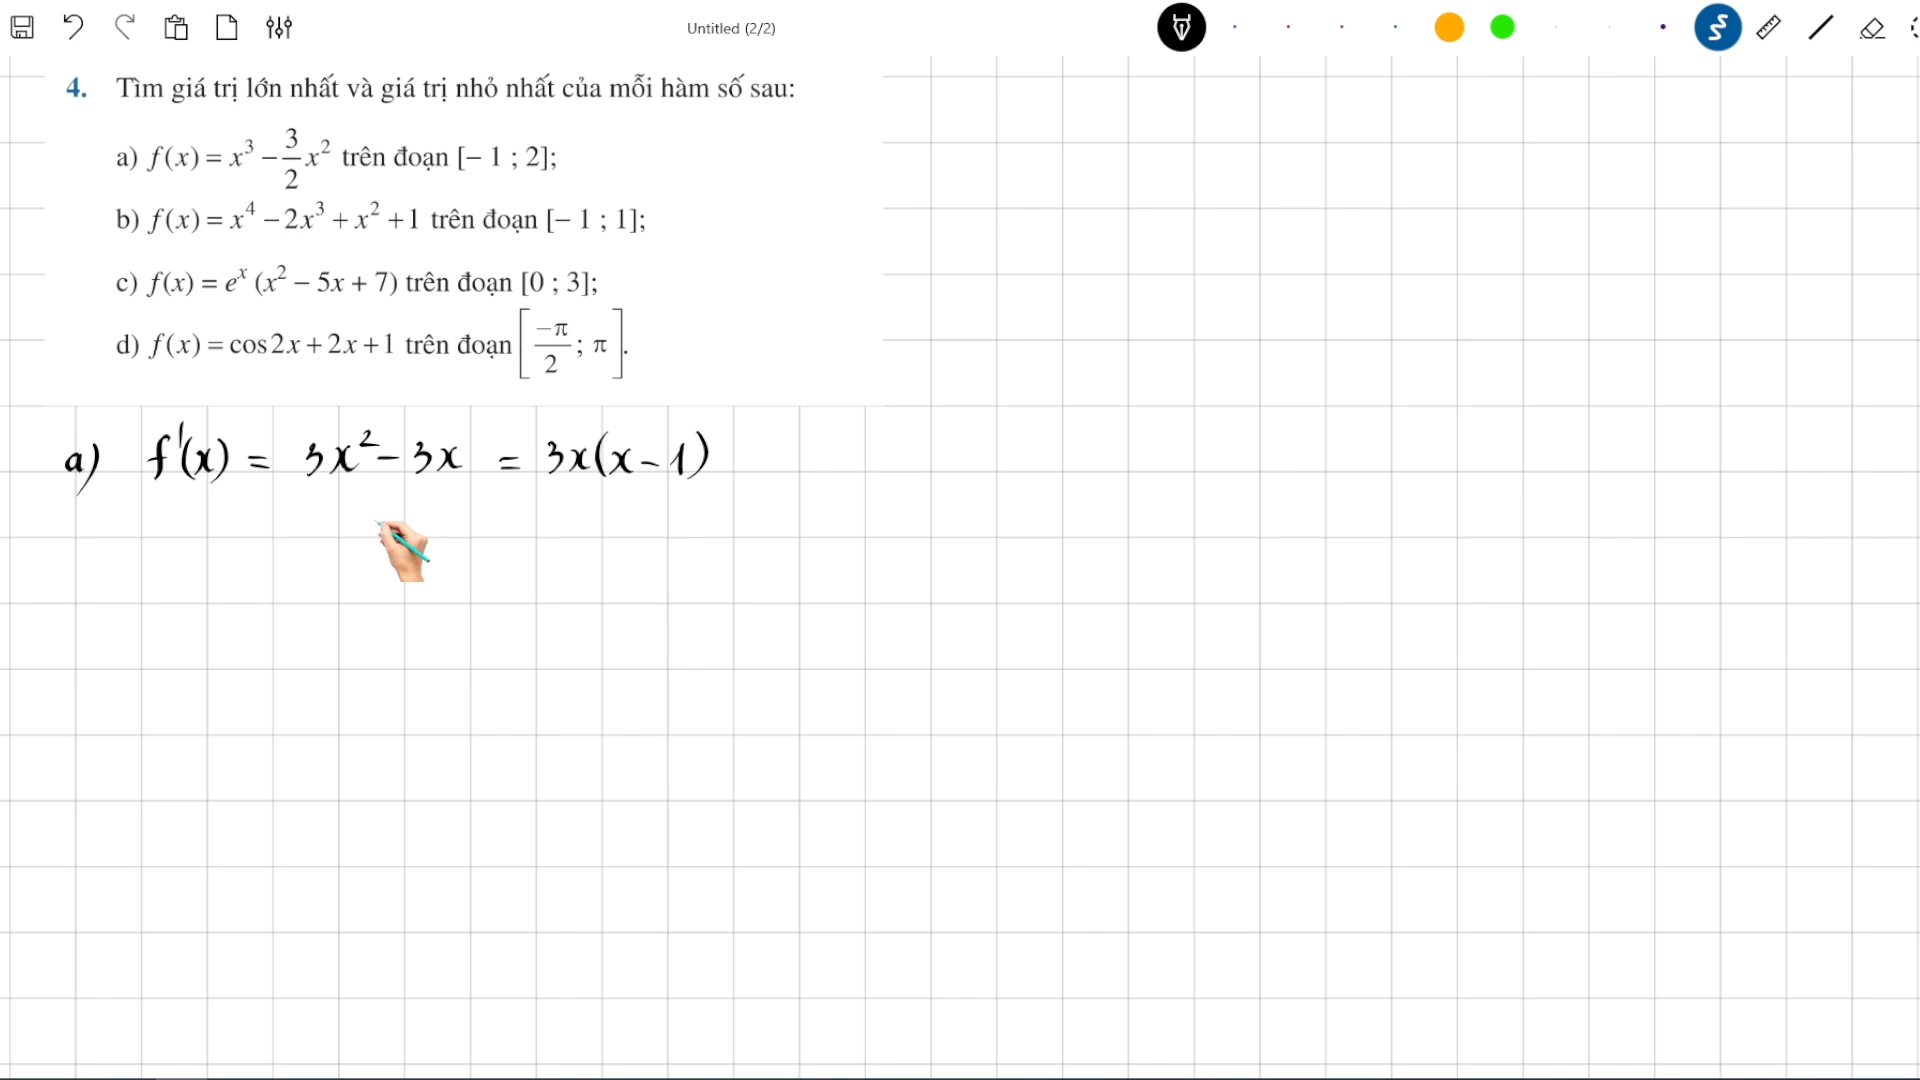 Untitled (2/2)
4. Tìm giá trị lớn nhất và giá trị nhỏ nhất của mỗi hàm số sau:
a) f(x) = x³ − 3/2 x² trên đoạn [− 1 ; 2];
b) f(x) = x⁴ − 2x³ + x² + 1 trên đoạn [− 1 ; 1];
c) f(x) = eˣ (x² − 5x + 7) trên đoạn [0 ; 3];
d) f(x) = cos2x + 2x + 1 trên đoạn [−π/2 ; π].
a) f'(x) = 3x² − 3x = 3x(x − 1)